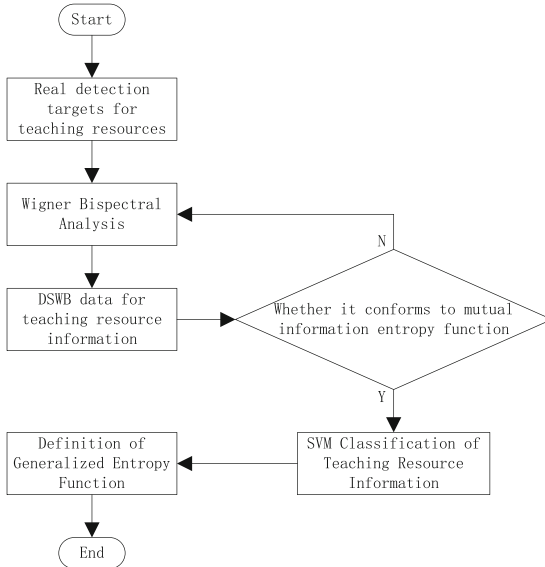 Start
Real detection
targets for
teaching resources
Wigner Bispectral
Analysis
N
DSWB data for
teaching resource
information
Whether it conforms to mutual
information entropy function
Y
Definition of
Generalized Entropy
Function
SVM Classification of
Teaching Resource
Information
End